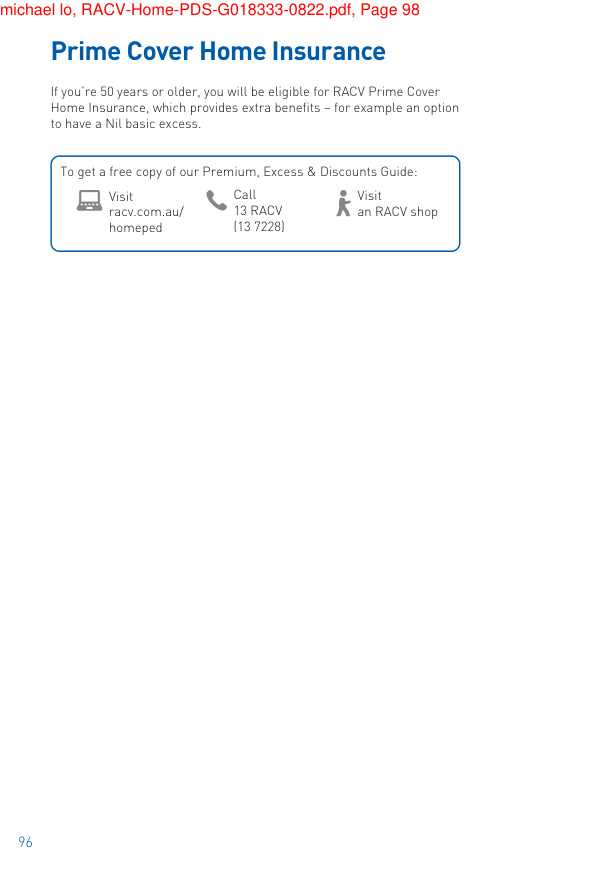 michael lo, RACV-Home-PDS-G018333-0822.pdf, Page 98
Prime Cover Home Insurance
If you’re 50 years or older, you will be eligible for RACV Prime Cover
Home Insurance, which provides extra benefits – for example an option
to have a Nil basic excess.
To get a free copy of our Premium, Excess & Discounts Guide:
Visit
racv.com.au/
homeped
Call
13 RACV
(13 7228)
Visit
an RACV shop
96